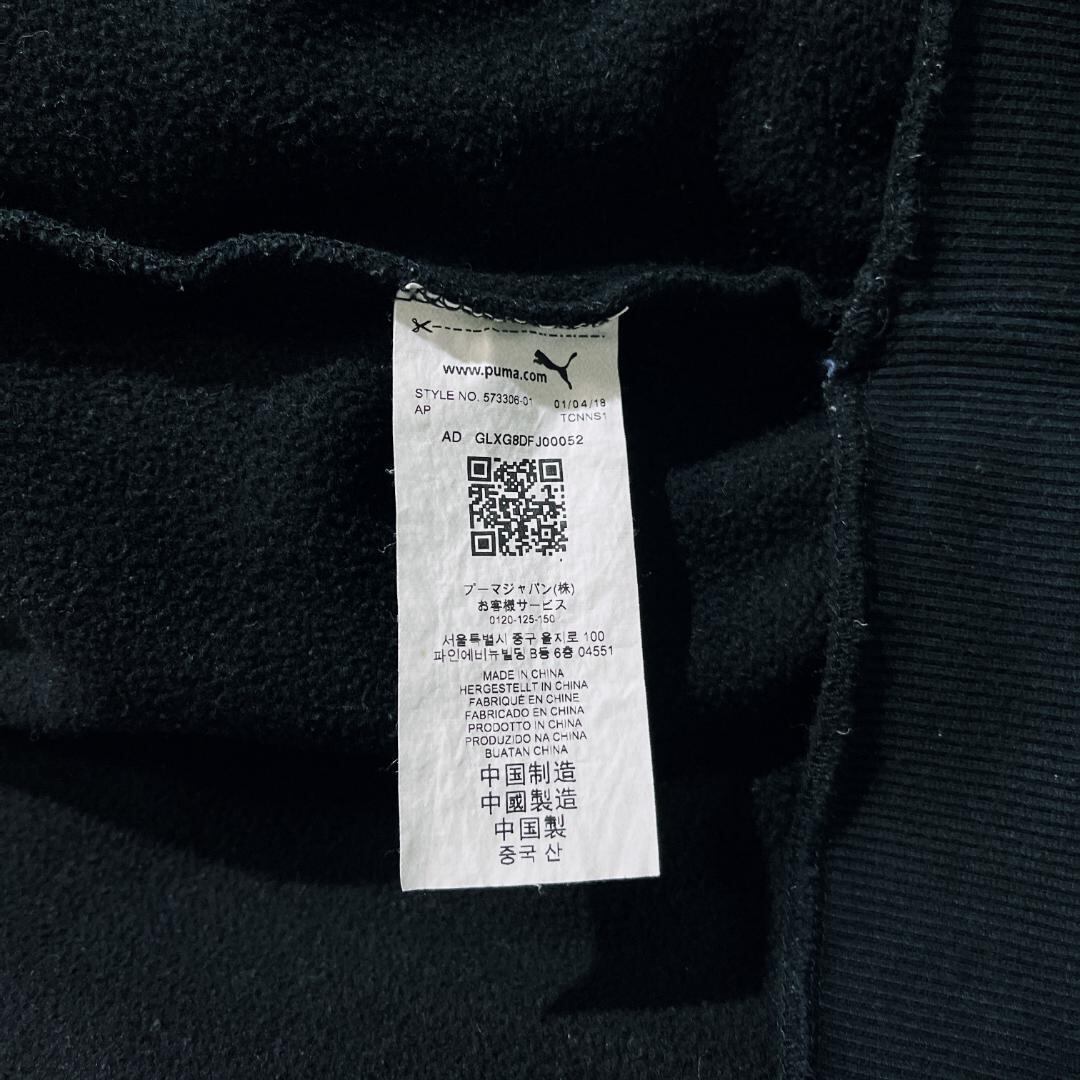 www.puma.com
STYLE NO. 573306-01 01/04/18
AP TCNNS1
AD GLXG8DFJ00052
プーマジャパン(株)
お客様サービス
0120-125-150
서울특별시 중구 을지로 100
파인에비뉴빌딩 B동 6층 04551
MADE IN CHINA
HERGESTELLT IN CHINA
FABRIQUÉ EN CHINE
FABRICADO EN CHINA
PRODOTTO IN CHINA
PRODUZIDO NA CHINA
BUATAN CHINA
中国制造
中國製造
中国製
중국 산